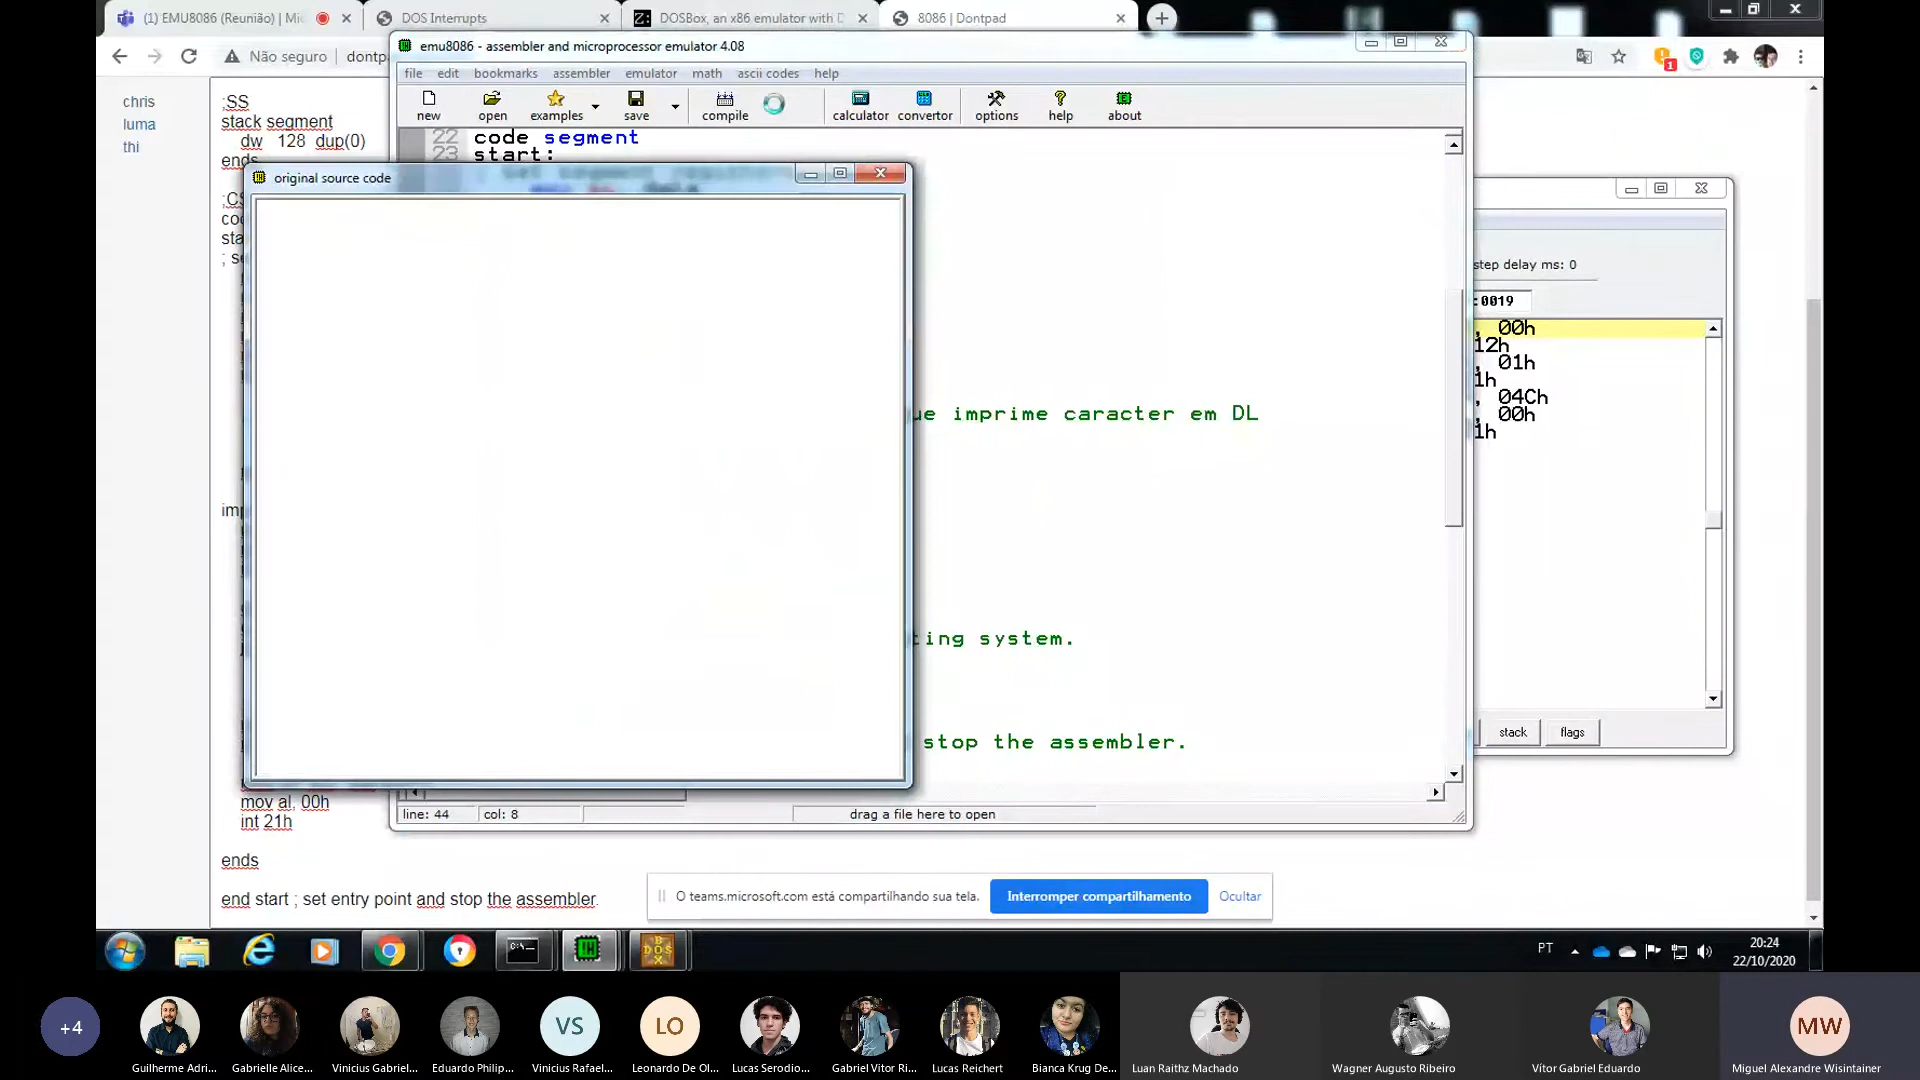 (1) EMU8086 (Reunião) | Mi
DOS Interrupts
DOSBox, an x86 emulator with D
8086 | Dontpad
Não seguro
dontp
1
emu8086 - assembler and microprocessor emulator 4.08
file edit bookmarks assembler emulator math ascii codes help
new open examples save compile calculator convertor options help about
chris
luma
thi
;SS
stack segment
dw 128 dup(0)
ends
22 code segment
23 start:
original source code
step delay ms: 0
:0019
, 00h
12h
, 01h
1h
, 04Ch
, 00h
1h
ue imprime caracter em DL
ting system.
stop the assembler.
stack flags
mov al, 00h
int 21h
ends
end start ; set entry point and stop the assembler.
line: 44 col: 8 drag a file here to open
O teams.microsoft.com está compartilhando sua tela. Interromper compartilhamento Ocultar
PT
20:24
22/10/2020
+4
VS
LO
MW
Guilherme Adri... Gabrielle Alice... Vinicius Gabriel... Eduardo Philip... Vinicius Rafael... Leonardo De Ol... Lucas Serodio... Gabriel Vitor Ri... Lucas Reichert Bianca Krug De... Luan Raithz Machado Wagner Augusto Ribeiro Vítor Gabriel Eduardo Miguel Alexandre Wisintainer